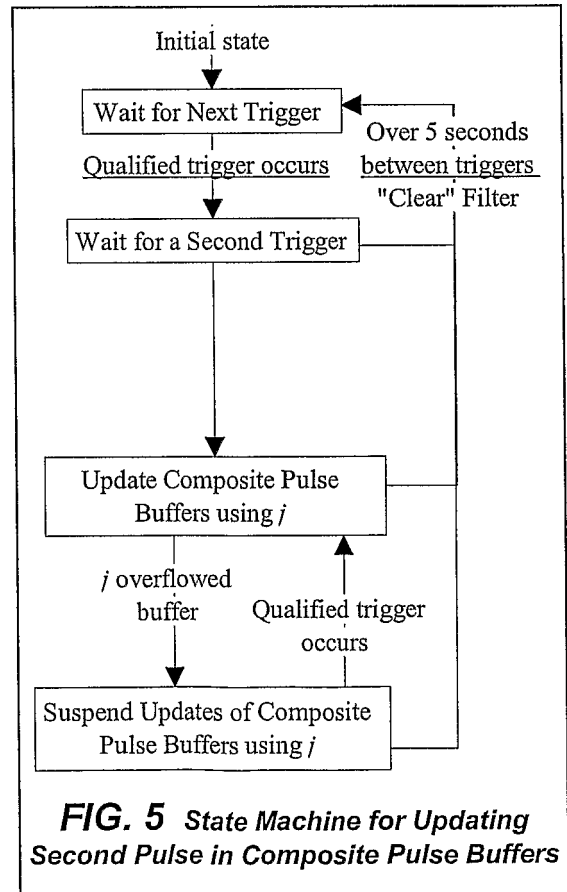 Initial state
Wait for Next Trigger
Over 5 seconds
between triggers
"Clear" Filter
Qualified trigger occurs
Wait for a Second Trigger
Update Composite Pulse
Buffers using j
j overflowed
buffer
Qualified trigger
occurs
Suspend Updates of Composite
Pulse Buffers using j
FIG. 5 State Machine for Updating
Second Pulse in Composite Pulse Buffers